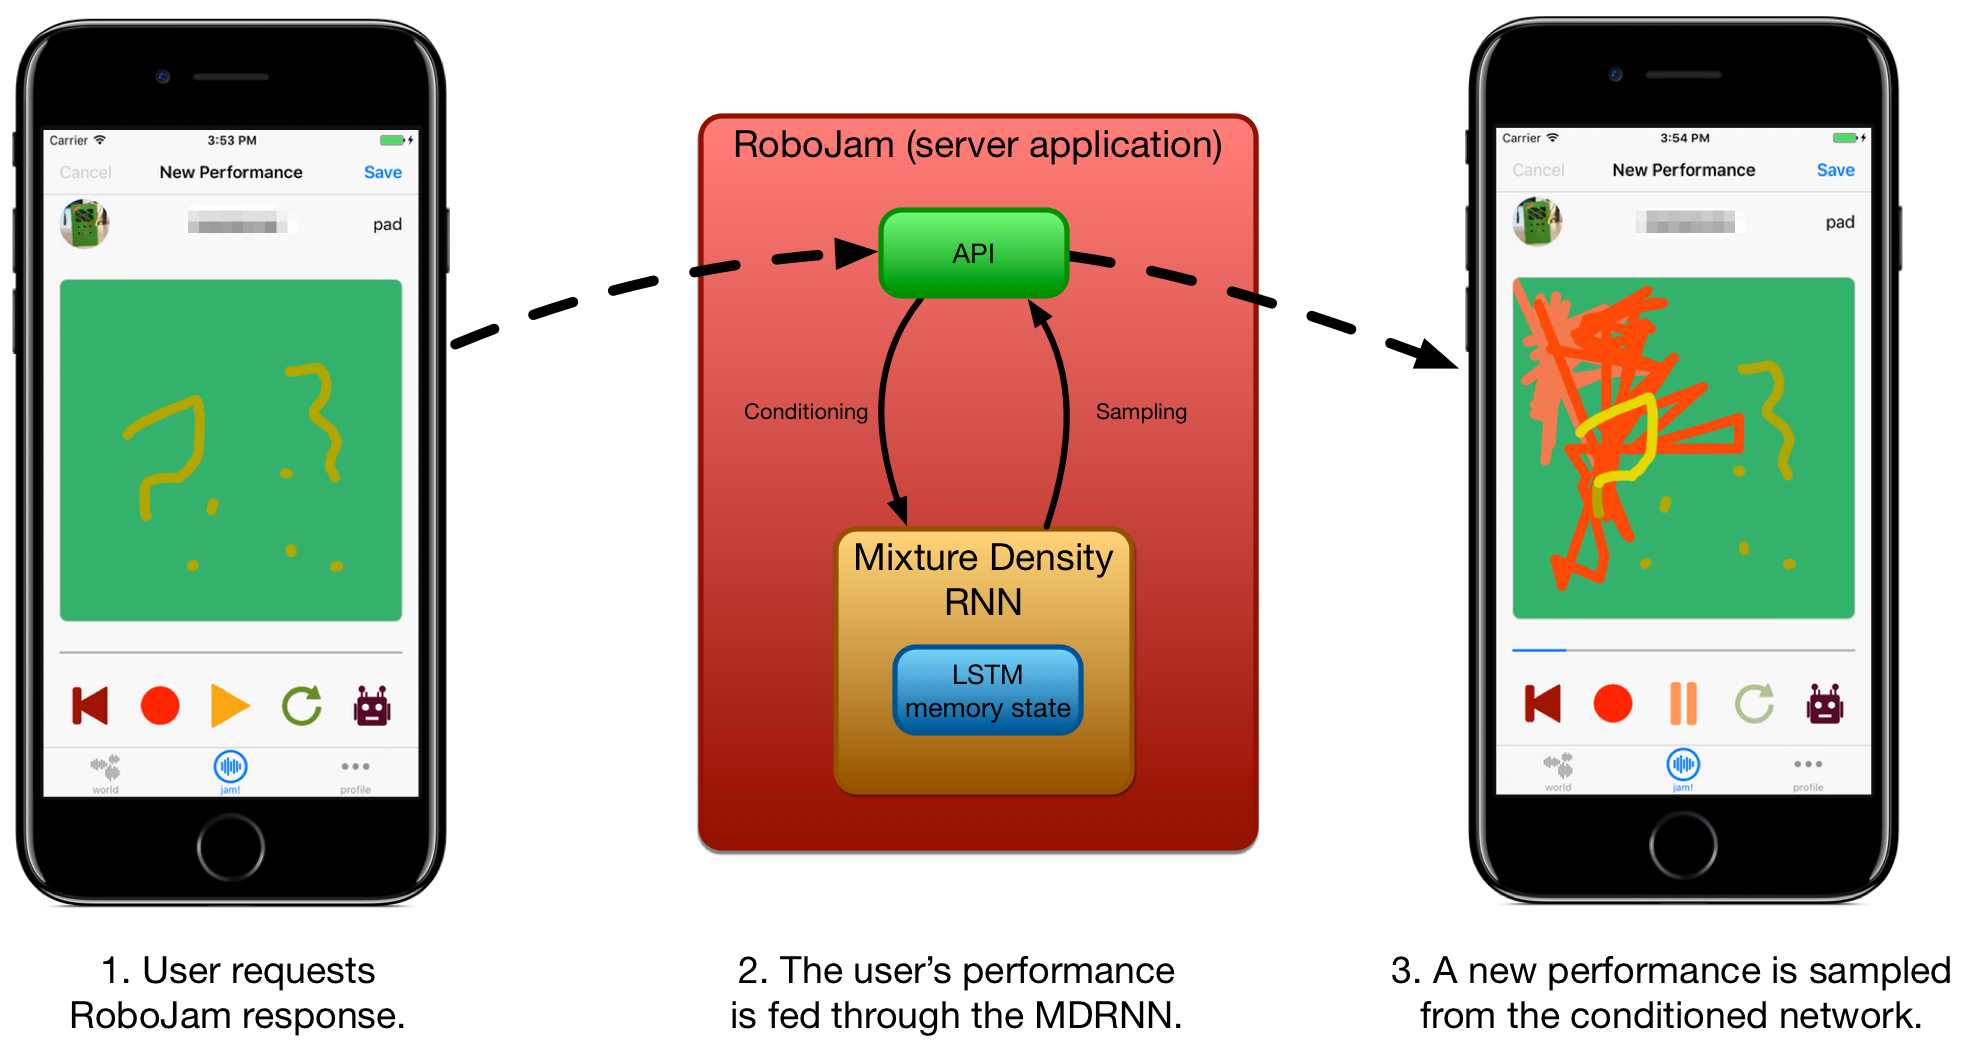 Carrier
3:53 PM
Cancel
New Performance
Save
pad
world
jam!
profile
1. User requests
RoboJam response.
RoboJam (server application)
API
Conditioning
Sampling
Mixture Density
RNN
LSTM
memory state
2. The user's performance
is fed through the MDRNN.
Carrier
3:54 PM
Cancel
New Performance
Save
pad
world
jam!
profile
3. A new performance is sampled
from the conditioned network.